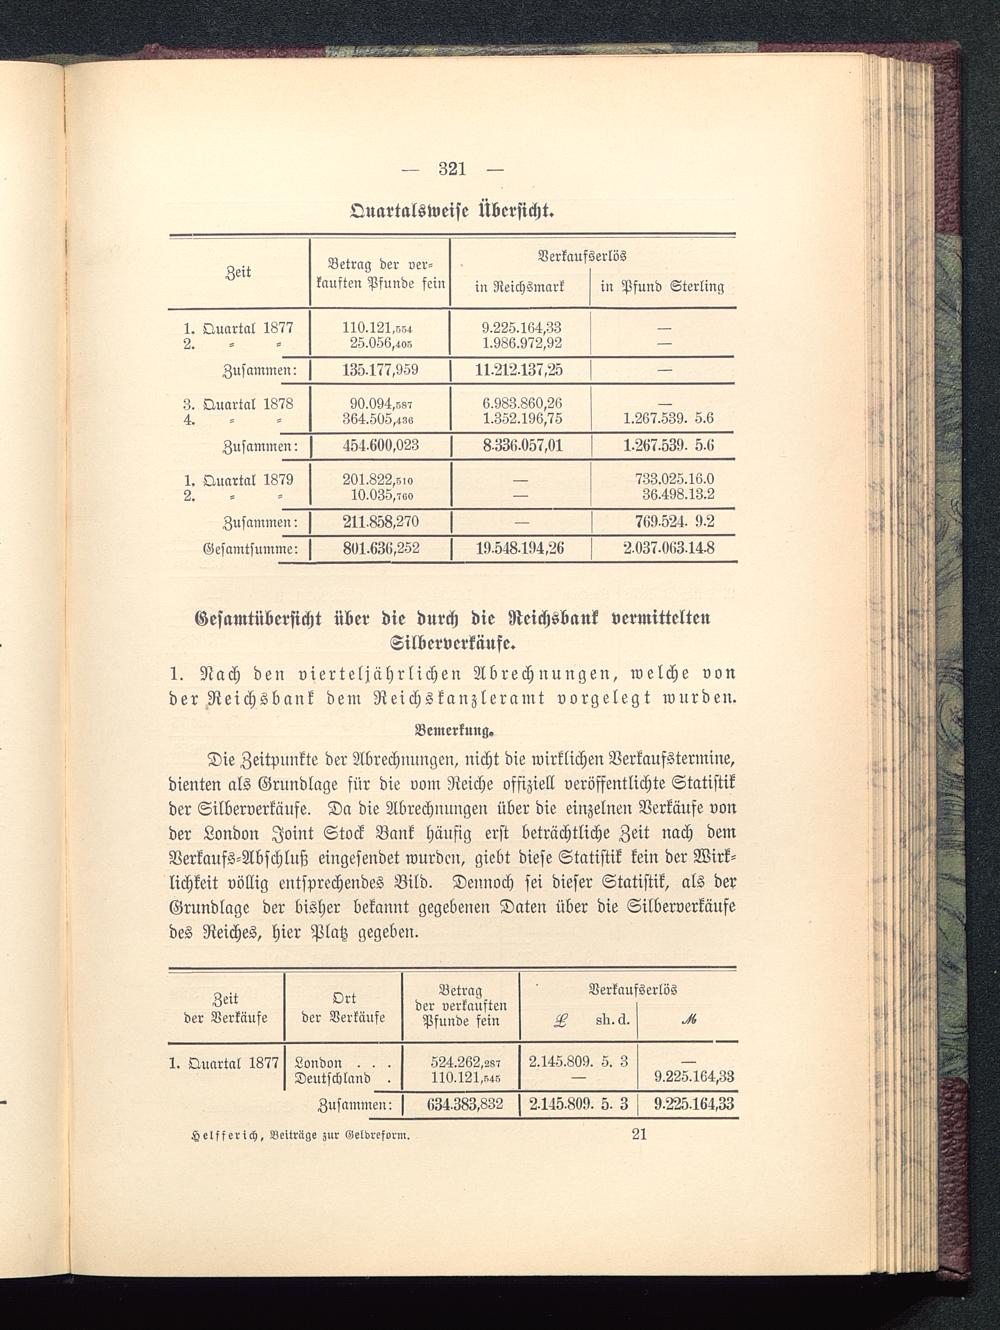 — 321 —
Quartalsweise Übersicht.
Zeit Betrag der ver= Verkaufserlös
kauften Pfunde fein in Reichsmark in Pfund Sterling
1. Quartal 1877 110.121,554 9.225.164,33 —
2. " " 25.056,405 1.986.972,92 —
Zusammen: 135.177,959 11.212.137,25 —
3. Quartal 1878 90.094,587 6.983.860,26 —
4. " " 364.505,436 1.352.196,75 1.267.539. 5.6
Zusammen: 454.600,023 8.336.057,01 1.267.539. 5.6
1. Quartal 1879 201.822,510 — 733.025.16.0
2. " " 10.035,760 — 36.498.13.2
Zusammen: 211.858,270 — 769.524. 9.2
Gesamtsumme: 801.636,252 19.548.194,26 2.037.063.14.8
Gesamtübersicht über die durch die Reichsbank vermittelten
Silberverkäufe.
1. Nach den vierteljährlichen Abrechnungen, welche von
der Reichsbank dem Reichskanzleramt vorgelegt wurden.
Bemerkung.
Die Zeitpunkte der Abrechnungen, nicht die wirklichen Verkaufstermine,
dienten als Grundlage für die vom Reiche offiziell veröffentlichte Statistik
der Silberverkäufe. Da die Abrechnungen über die einzelnen Verkäufe von
der London Joint Stock Bank häufig erst beträchtliche Zeit nach dem
Verkaufs=Abschluß eingesendet wurden, giebt diese Statistik kein der Wirk=
lichkeit völlig entsprechendes Bild. Dennoch sei dieser Statistik, als der
Grundlage der bisher bekannt gegebenen Daten über die Silberverkäufe
des Reiches, hier Platz gegeben.
Zeit Ort Betrag Verkaufserlös
der Verkäufe der Verkäufe der verkauften
Pfunde fein ℒ sh. d. ℳ
1. Quartal 1877 London . . . 524.262,287 2.145.809. 5. 3 —
Deutschland . 110.121,545 — 9.225.164,33
Zusammen: 634.383,832 2.145.809. 5. 3 9.225.164,33
Helfferich, Beiträge zur Geldreform. 21